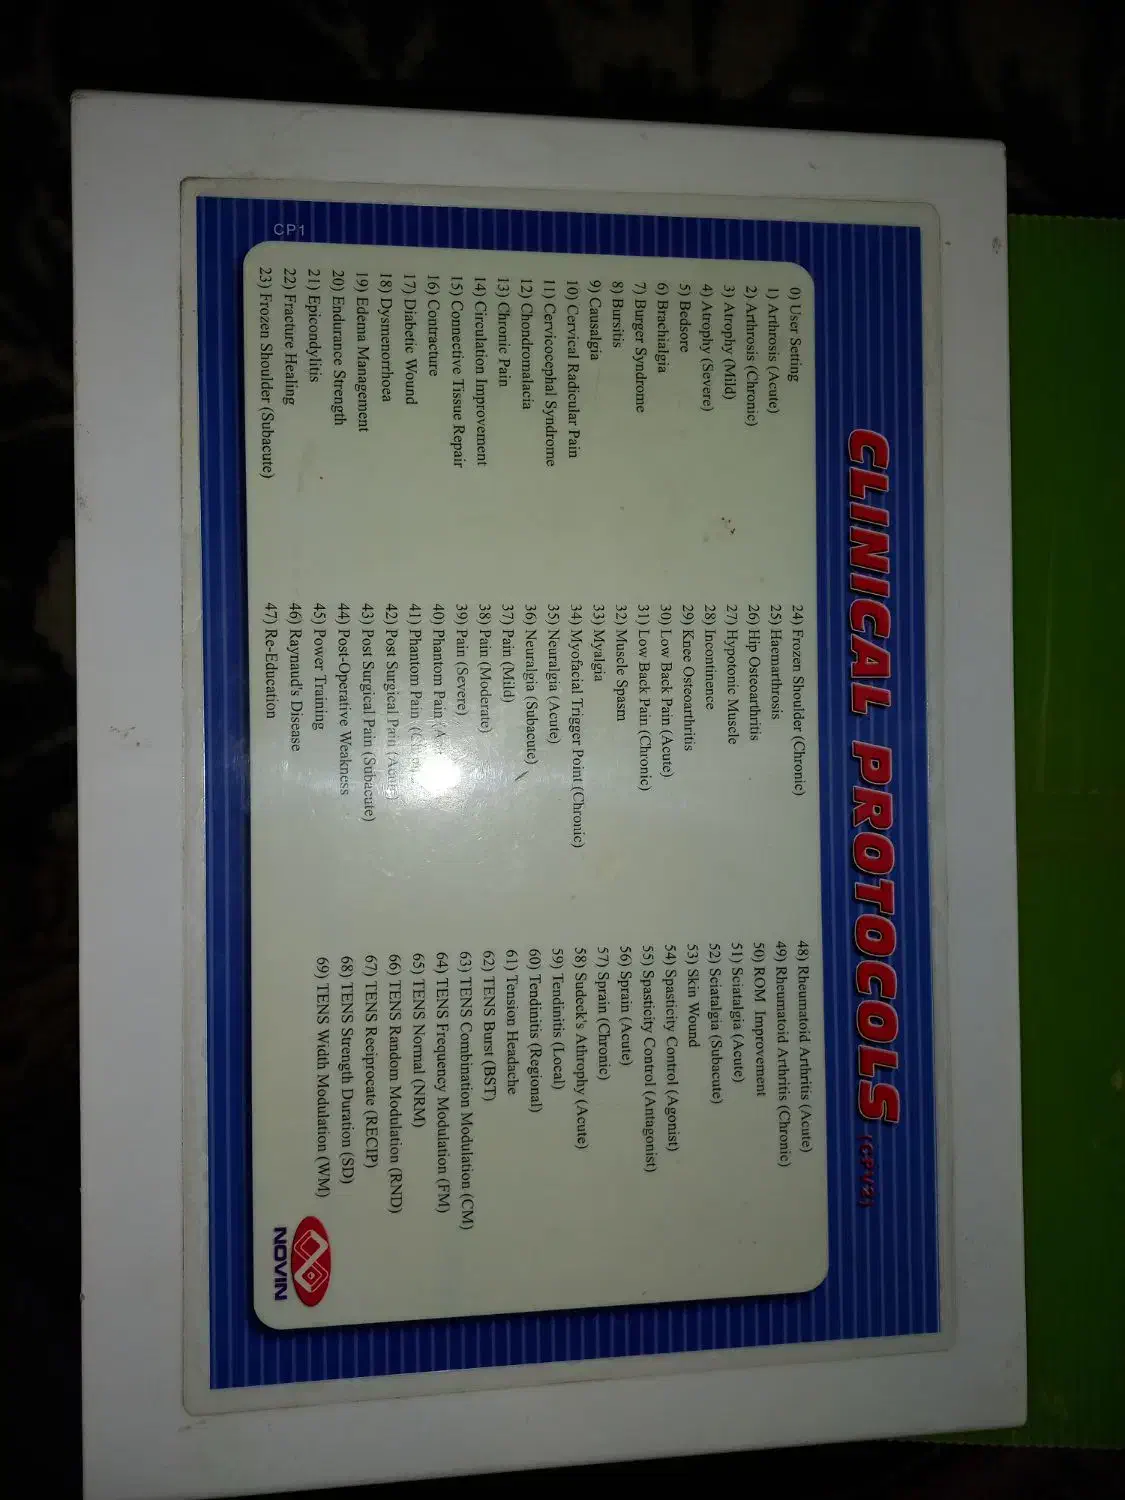 CLINICAL PROTOCOLS (CP1/2)
0) User Setting
1) Arthrosis (Acute)
2) Arthrosis (Chronic)
3) Atrophy (Mild)
4) Atrophy (Severe)
5) Bedsore
6) Brachialgia
7) Burger Syndrome
8) Bursitis
9) Causalgia
10) Cervical Radicular Pain
11) Cervicocephal Syndrome
12) Chondromalacia
13) Chronic Pain
14) Circulation Improvement
15) Connective Tissue Repair
16) Contracture
17) Diabetic Wound
18) Dysmenorrhoea
19) Edema Management
20) Endurance Strength
21) Epicondylitis
22) Fracture Healing
23) Frozen Shoulder (Subacute)
24) Frozen Shoulder (Chronic)
25) Haemarthrosis
26) Hip Osteoarthritis
27) Hypotonic Muscle
28) Incontinence
29) Knee Osteoarthritis
30) Low Back Pain (Acute)
31) Low Back Pain (Chronic)
32) Muscle Spasm
33) Myalgia
34) Myofacial Trigger Point (Chronic)
35) Neuralgia (Acute)
36) Neuralgia (Subacute)
37) Pain (Mild)
38) Pain (Moderate)
39) Pain (Severe)
40) Phantom Pain
41) Phantom Pain
42) Post Surgical Pain (Acute)
43) Post Surgical Pain (Subacute)
44) Post-Operative Weakness
45) Power Training
46) Raynaud's Disease
47) Re-Education
48) Rheumatoid Arthritis (Acute)
49) Rheumatoid Arthritis (Chronic)
50) ROM Improvement
51) Sciatalgia (Acute)
52) Sciatalgia (Subacute)
53) Skin Wound
54) Spasticity Control (Agonist)
55) Spasticity Control (Antagonist)
56) Sprain (Acute)
57) Sprain (Chronic)
58) Sudeck's Athrophy (Acute)
59) Tendinitis (Local)
60) Tendinitis (Regional)
61) Tension Headache
62) TENS Burst (BST)
63) TENS Combination Modulation (CM)
64) TENS Frequency Modulation (FM)
65) TENS Normal (NRM)
66) TENS Random Modulation (RND)
67) TENS Reciprocate (RECIP)
68) TENS Strength Duration (SD)
69) TENS Width Modulation (WM)
NOVIN
CP1